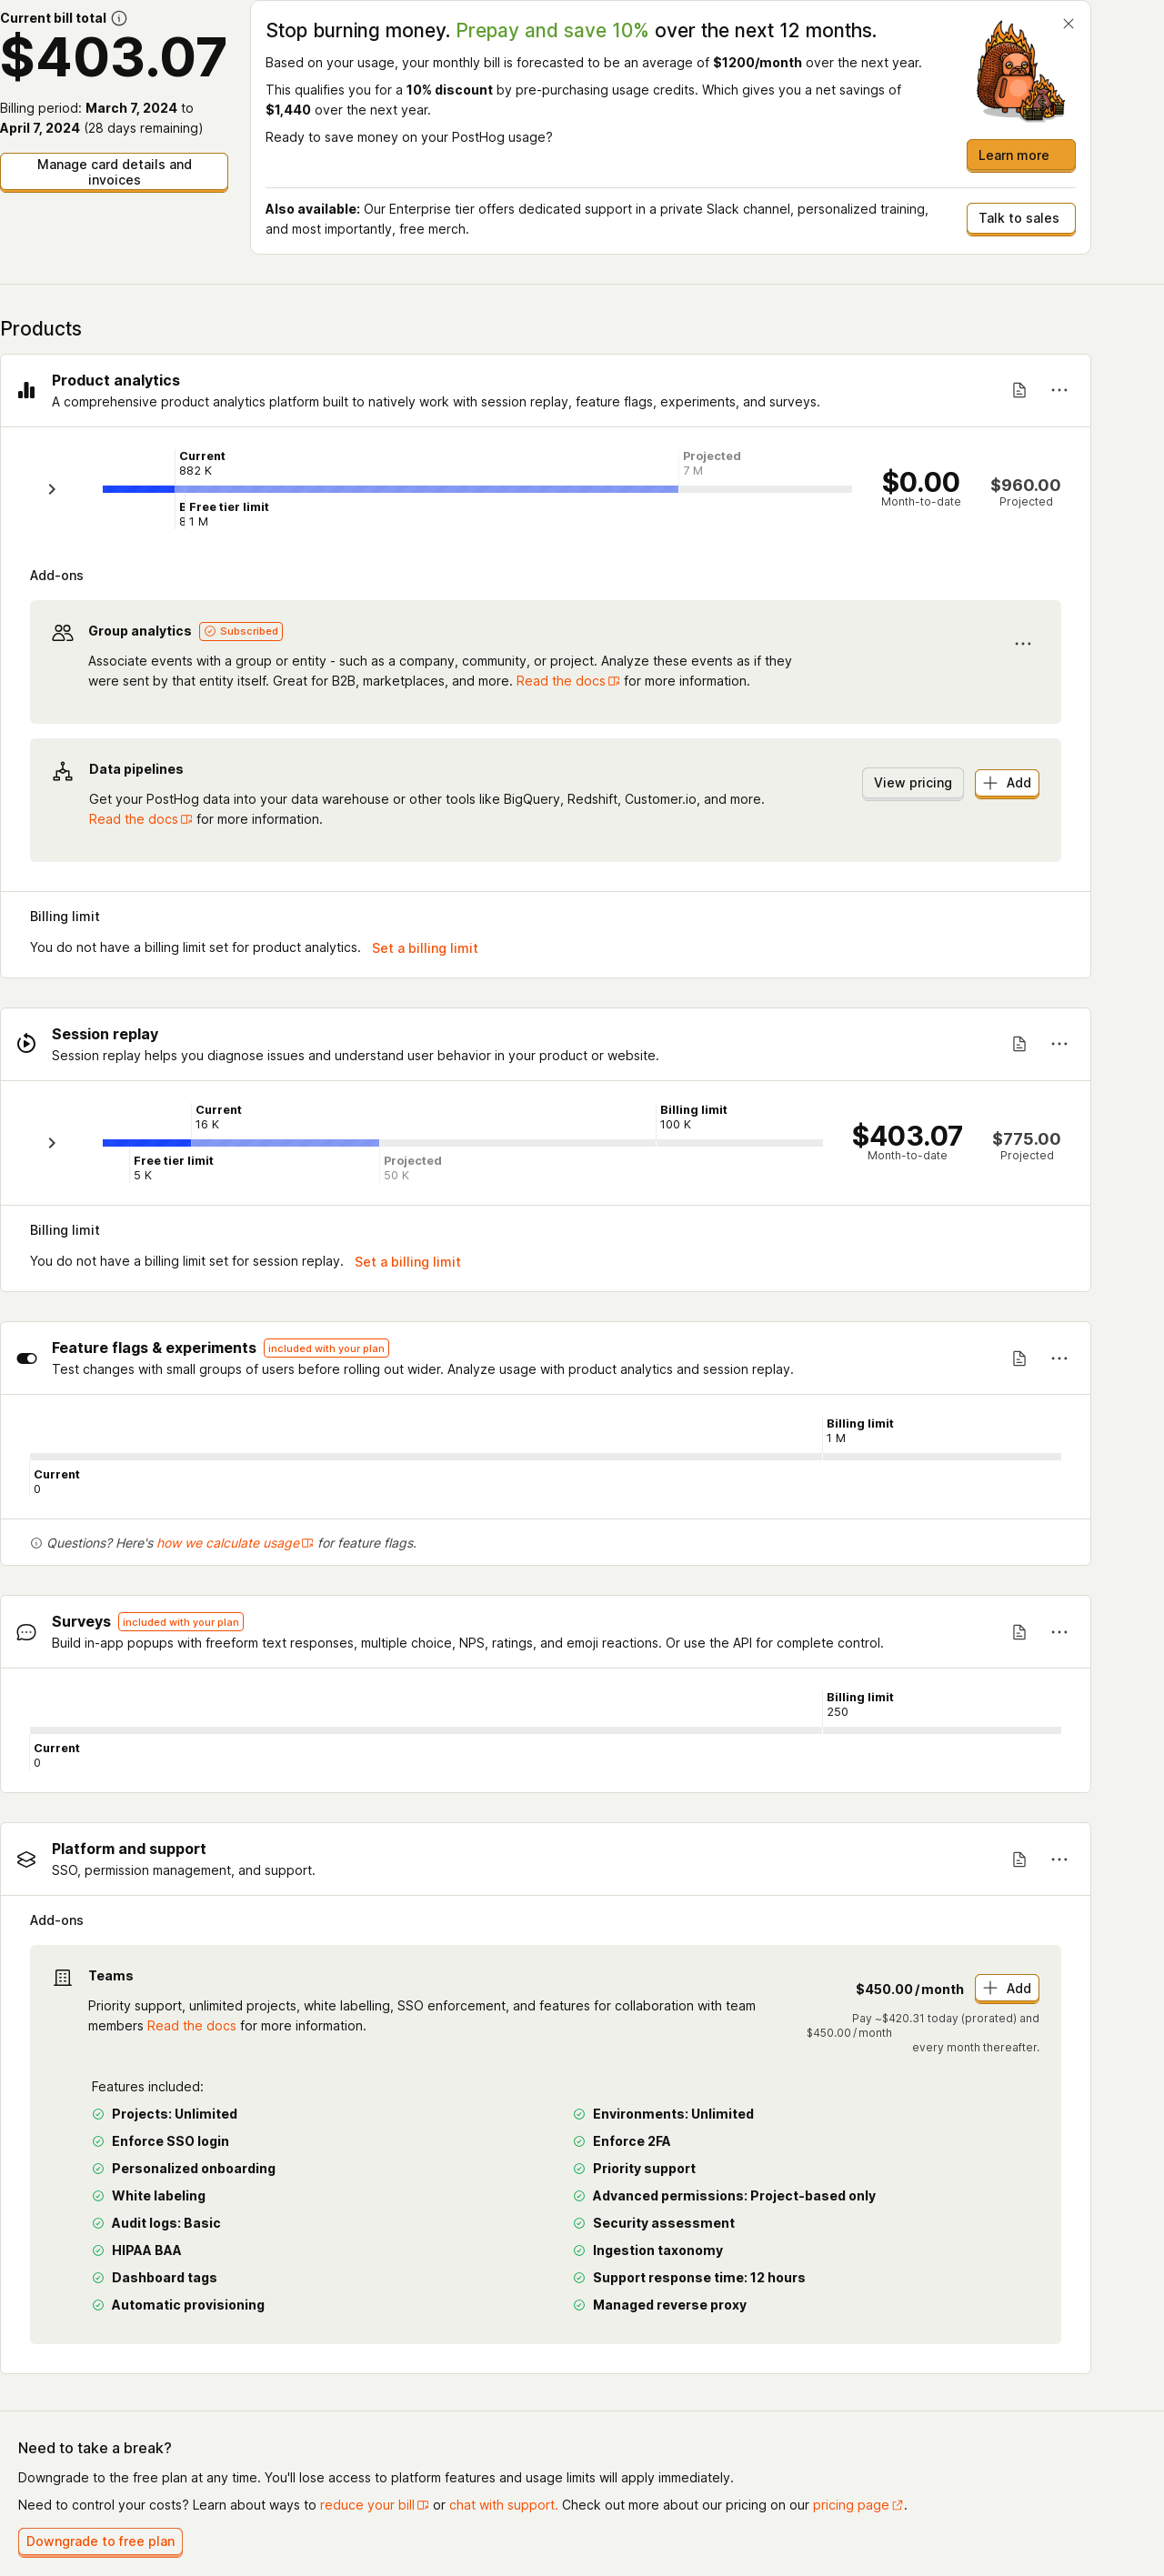 Current bill total
$403.07
Billing period: March 7, 2024 to
April 7, 2024 (28 days remaining)
Manage card details and
invoices
Stop burning money. Prepay and save 10% over the next 12 months.
Based on your usage, your monthly bill is forecasted to be an average of $1200/month over the next year.
This qualifies you for a 10% discount by pre-purchasing usage credits. Which gives you a net savings of
$1,440 over the next year.
Ready to save money on your PostHog usage?
Learn more
Also available: Our Enterprise tier offers dedicated support in a private Slack channel, personalized training,
and most importantly, free merch.
Talk to sales
Products
Product analytics
A comprehensive product analytics platform built to natively work with session replay, feature flags, experiments, and surveys.
Current
882 K
Projected
7 M
Free tier limit
1 M
$0.00
Month-to-date
$960.00
Projected
Add-ons
Group analytics Subscribed
Associate events with a group or entity - such as a company, community, or project. Analyze these events as if they
were sent by that entity itself. Great for B2B, marketplaces, and more. Read the docs for more information.
Data pipelines
Get your PostHog data into your data warehouse or other tools like BigQuery, Redshift, Customer.io, and more.
Read the docs for more information.
View pricing
Add
Billing limit
You do not have a billing limit set for product analytics. Set a billing limit
Session replay
Session replay helps you diagnose issues and understand user behavior in your product or website.
Current
16 K
Billing limit
100 K
Free tier limit
5 K
Projected
50 K
$403.07
Month-to-date
$775.00
Projected
Billing limit
You do not have a billing limit set for session replay. Set a billing limit
Feature flags & experiments included with your plan
Test changes with small groups of users before rolling out wider. Analyze usage with product analytics and session replay.
Billing limit
1 M
Current
0
Questions? Here's how we calculate usage for feature flags.
Surveys included with your plan
Build in-app popups with freeform text responses, multiple choice, NPS, ratings, and emoji reactions. Or use the API for complete control.
Billing limit
250
Current
0
Platform and support
SSO, permission management, and support.
Add-ons
Teams
Priority support, unlimited projects, white labelling, SSO enforcement, and features for collaboration with team
members Read the docs for more information.
$450.00/month
Add
Pay ~$420.31 today (prorated) and
$450.00/month
every month thereafter.
Features included:
Projects: Unlimited
Environments: Unlimited
Enforce SSO login
Enforce 2FA
Personalized onboarding
Priority support
White labeling
Advanced permissions: Project-based only
Audit logs: Basic
Security assessment
HIPAA BAA
Ingestion taxonomy
Dashboard tags
Support response time: 12 hours
Automatic provisioning
Managed reverse proxy
Need to take a break?
Downgrade to the free plan at any time. You'll lose access to platform features and usage limits will apply immediately.
Need to control your costs? Learn about ways to reduce your bill or chat with support. Check out more about our pricing on our pricing page.
Downgrade to free plan